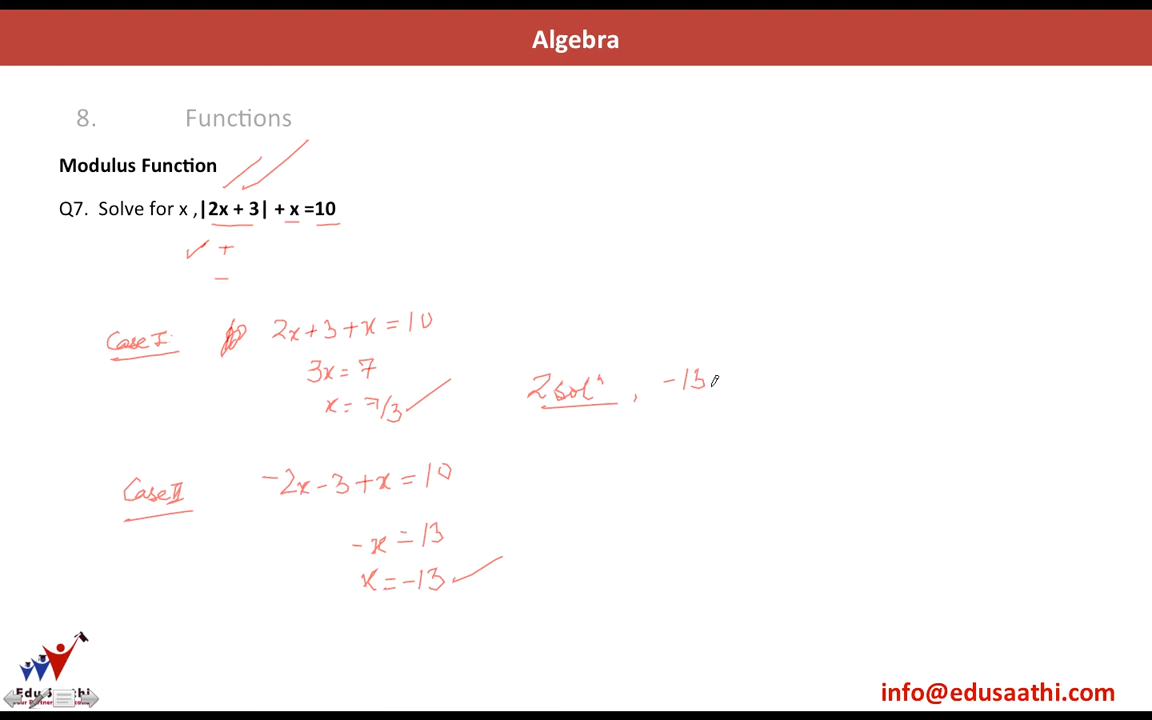 Algebra
8. Functions
Modulus Function
Q7. Solve for x ,|2x + 3| + x =10
+
−
Case I 2x+3+x=10
3x=7
x=7/3
2 solⁿ, -13
Case II -2x-3+x=10
-x=13
x=-13
info@edusaathi.com